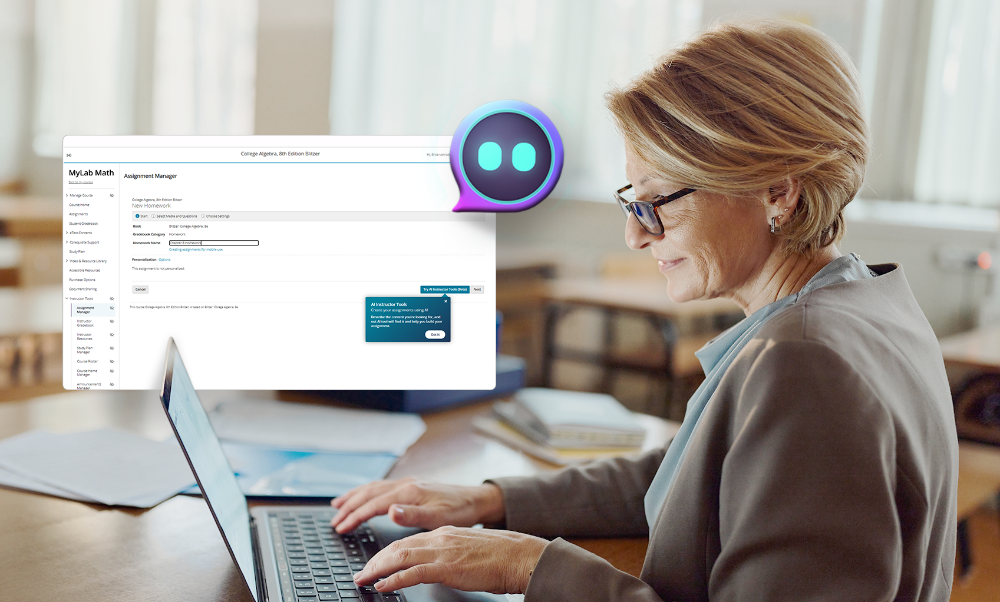 College Algebra, 8th Edition Blitzer
Hi, Erica von Lo
MyLab Math
Back to my courses
Manage Course
Course Home
Assignments
Student Gradebook
eText Contents
Corequisite Support
Study Plan
Video & Resource Library
Accessible Resources
Purchase Options
Document Sharing
Instructor Tools
Assignment
Manager
Instructor
Gradebook
Instructor
Resources
Study Plan
Manager
Course Roster
Course Home
Manager
Announcements
Manager
Assignment Manager
College Algebra, 8th Edition Blitzer
New Homework
1 Start 2 Select Media and Questions 3 Choose Settings
Book Blitzer: College Algebra, 8e
Gradebook Category Homework
Homework Name Chapter 8 Homework
Creating assignments for mobile use.
Personalization Options
This assignment is not personalized.
Cancel Try AI Instructor Tools (Beta) Next
This course (College Algebra, 8th Edition Blitzer) is based on Blitzer: College Algebra, 8e
AI Instructor Tools
Create your assignments using AI
Describe the content you're looking for, and
out AI tool will find it and help you build your
assignment.
Got it